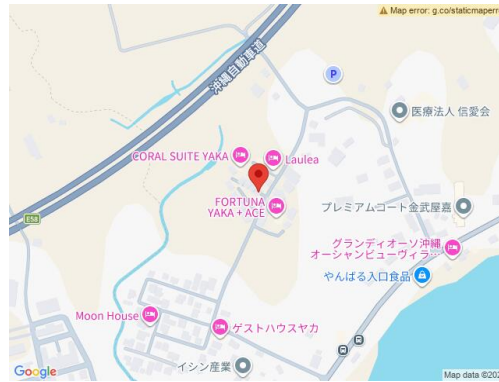 Map error: g.co/staticmaperr
沖縄自動車道
P
医療法人 信愛会
CORAL SUITE YAKA
Laulea
FORTUNA
YAKA + ACE
プレミアムコート金武屋嘉
E58
グランディオーソ沖縄
オーシャンビューヴィラ…
やんばる入口食品
Moon House
ゲストハウスヤカ
イシン産業
Google
Map data ©202